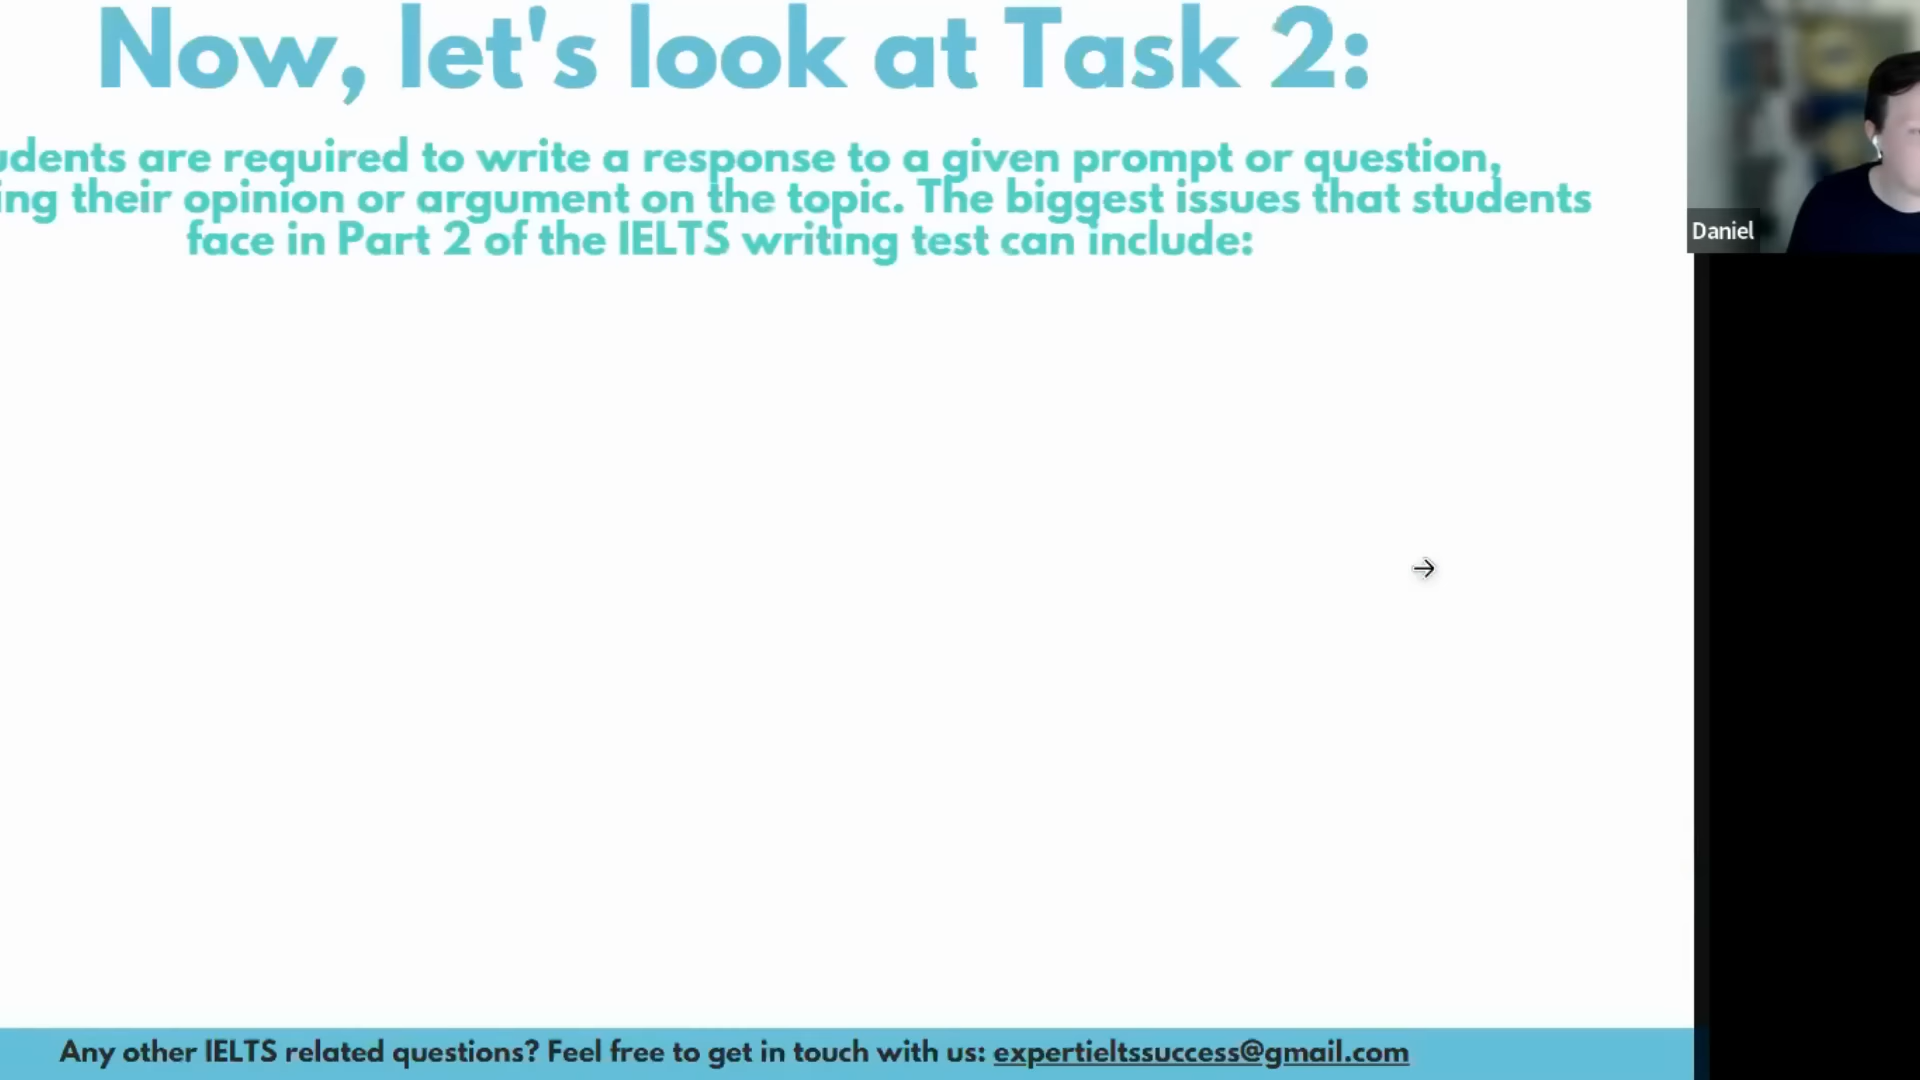 Now, let's look at Task 2:
udents are required to write a response to a given prompt or question,
ing their opinion or argument on the topic. The biggest issues that students
face in Part 2 of the IELTS writing test can include:
Daniel
Any other IELTS related questions? Feel free to get in touch with us: expertieltssuccess@gmail.com